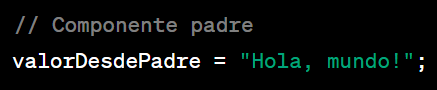 // Componente padre
valorDesdePadre = "Hola, mundo!";